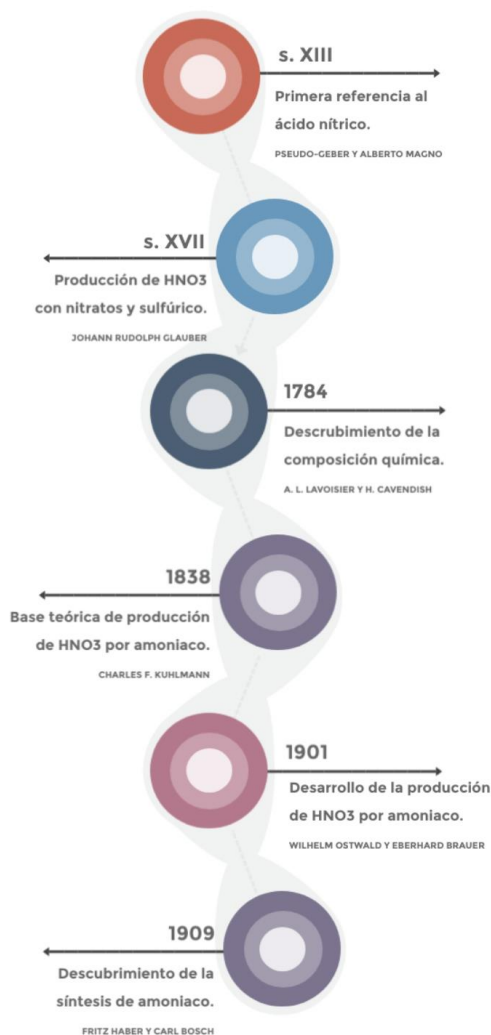 s. XIII
Primera referencia al
ácido nítrico.
PSEUDO-GEBER Y ALBERTO MAGNO
s. XVII
Producción de HNO3
con nitratos y sulfúrico.
JOHANN RUDOLPH GLAUBER
1784
Descrubimiento de la
composición química.
A. L. LAVOISIER Y H. CAVENDISH
1838
Base teórica de producción
de HNO3 por amoniaco.
CHARLES F. KUHLMANN
1901
Desarrollo de la producción
de HNO3 por amoniaco.
WILHELM OSTWALD Y EBERHARD BRAUER
1909
Descubrimiento de la
síntesis de amoniaco.
FRITZ HABER Y CARL BOSCH